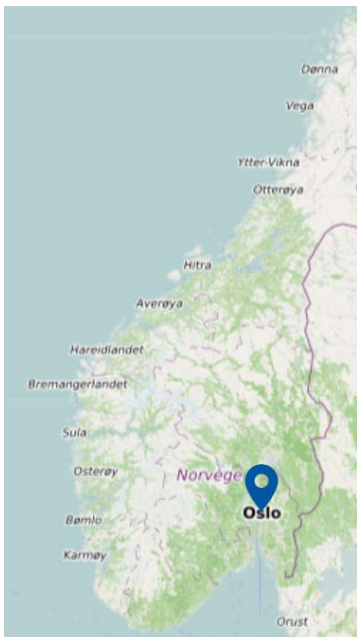 Dønna
Vega
Ytter-Vikna
Otterøya
Hitra
Averøya
Hareidlandet
Bremangerlandet
Sula
Osterøy
Norvège
Oslo
Bømlo
Karmøy
Orust